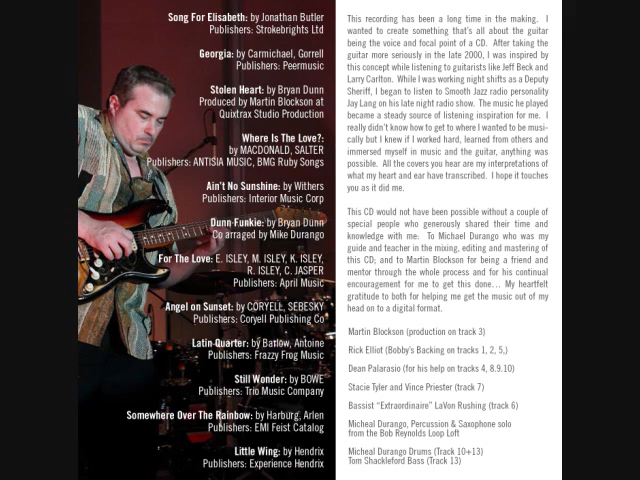 Song For Elisabeth: by Jonathan Butler
Publishers: Strokebrights Ltd
Georgia: by Carmichael, Gorrell
Publishers: Peermusic
Stolen Heart: by Bryan Dunn
Produced by Martin Blockson at
Quixtrax Studio Production
Where Is The Love?:
by MACDONALD, SALTER
Publishers: ANTISIA MUSIC, BMG Ruby Songs
Ain't No Sunshine: by Withers
Publishers: Interior Music Corp
Dunn-Funkie: by Bryan Dunn
Co arraged by Mike Durango
For The Love: E. ISLEY, M. ISLEY, K. ISLEY,
R. ISLEY, C. JASPER
Publishers: April Music
Angel on Sunset: by CORYELL, SEBESKY
Publishers: Coryell Publishing Co
Latin Quarter: by Barlow, Antoine
Publishers: Frazzy Frog Music
Still Wonder: by BOWE
Publishers: Trio Music Company
Somewhere Over The Rainbow: by Harburg, Arlen
Publishers: EMI Feist Catalog
Little Wing: by Hendrix
Publishers: Experience Hendrix
This recording has been a long time in the making. I
wanted to create something that's all about the guitar
being the voice and focal point of a CD. After taking the
guitar more seriously in the late 2000, I was inspired by
this concept while listening to guitarists like Jeff Beck and
Larry Carlton. While I was working night shifts as a Deputy
Sheriff, I began to listen to Smooth Jazz radio personality
Jay Lang on his late night radio show. The music he played
became a steady source of listening inspiration for me. I
really didn't know how to get to where I wanted to be musi-
cally but I knew if I worked hard, learned from others and
immersed myself in music and the guitar, anything was
possible. All the covers you hear are my interpretations of
what my heart and ear have transcribed. I hope it touches
you as it did me.
This CD would not have been possible without a couple of
special people who generously shared their time and
knowledge with me: To Michael Durango who was my
guide and teacher in the mixing, editing and mastering of
this CD; and to Martin Blockson for being a friend and
mentor through the whole process and for his continual
encouragement for me to get this done... My heartfelt
gratitude to both for helping me get the music out of my
head on to a digital format.
Martin Blockson (production on track 3)
Rick Elliot (Bobby's Backing on tracks 1, 2, 5,)
Dean Palarasio (for his help on tracks 4, 8.9.10)
Stacie Tyler and Vince Priester (track 7)
Bassist "Extraordinaire" LaVon Rushing (track 6)
Micheal Durango, Percussion & Saxophone solo
from the Bob Reynolds Loop Loft
Micheal Durango Drums (Track 10+13)
Tom Shackleford Bass (Track 13)